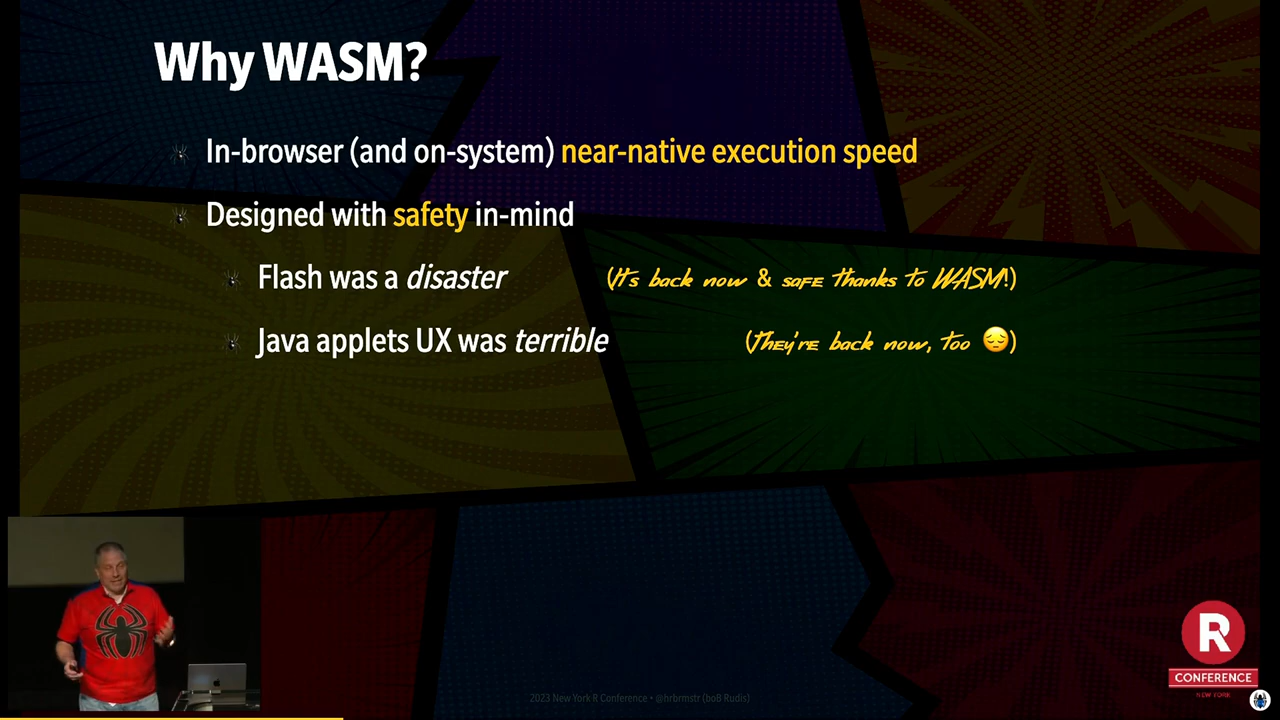 Why WASM?
In-browser (and on-system) near-native execution speed
Designed with safety in-mind
Flash was a disaster (It's back now & safe thanks to WASM!)
Java applets UX was terrible (They're back now, too 😔)
2023 New York R Conference • @hrbrmstr (boB Rudis)
R
CONFERENCE
NEW YORK